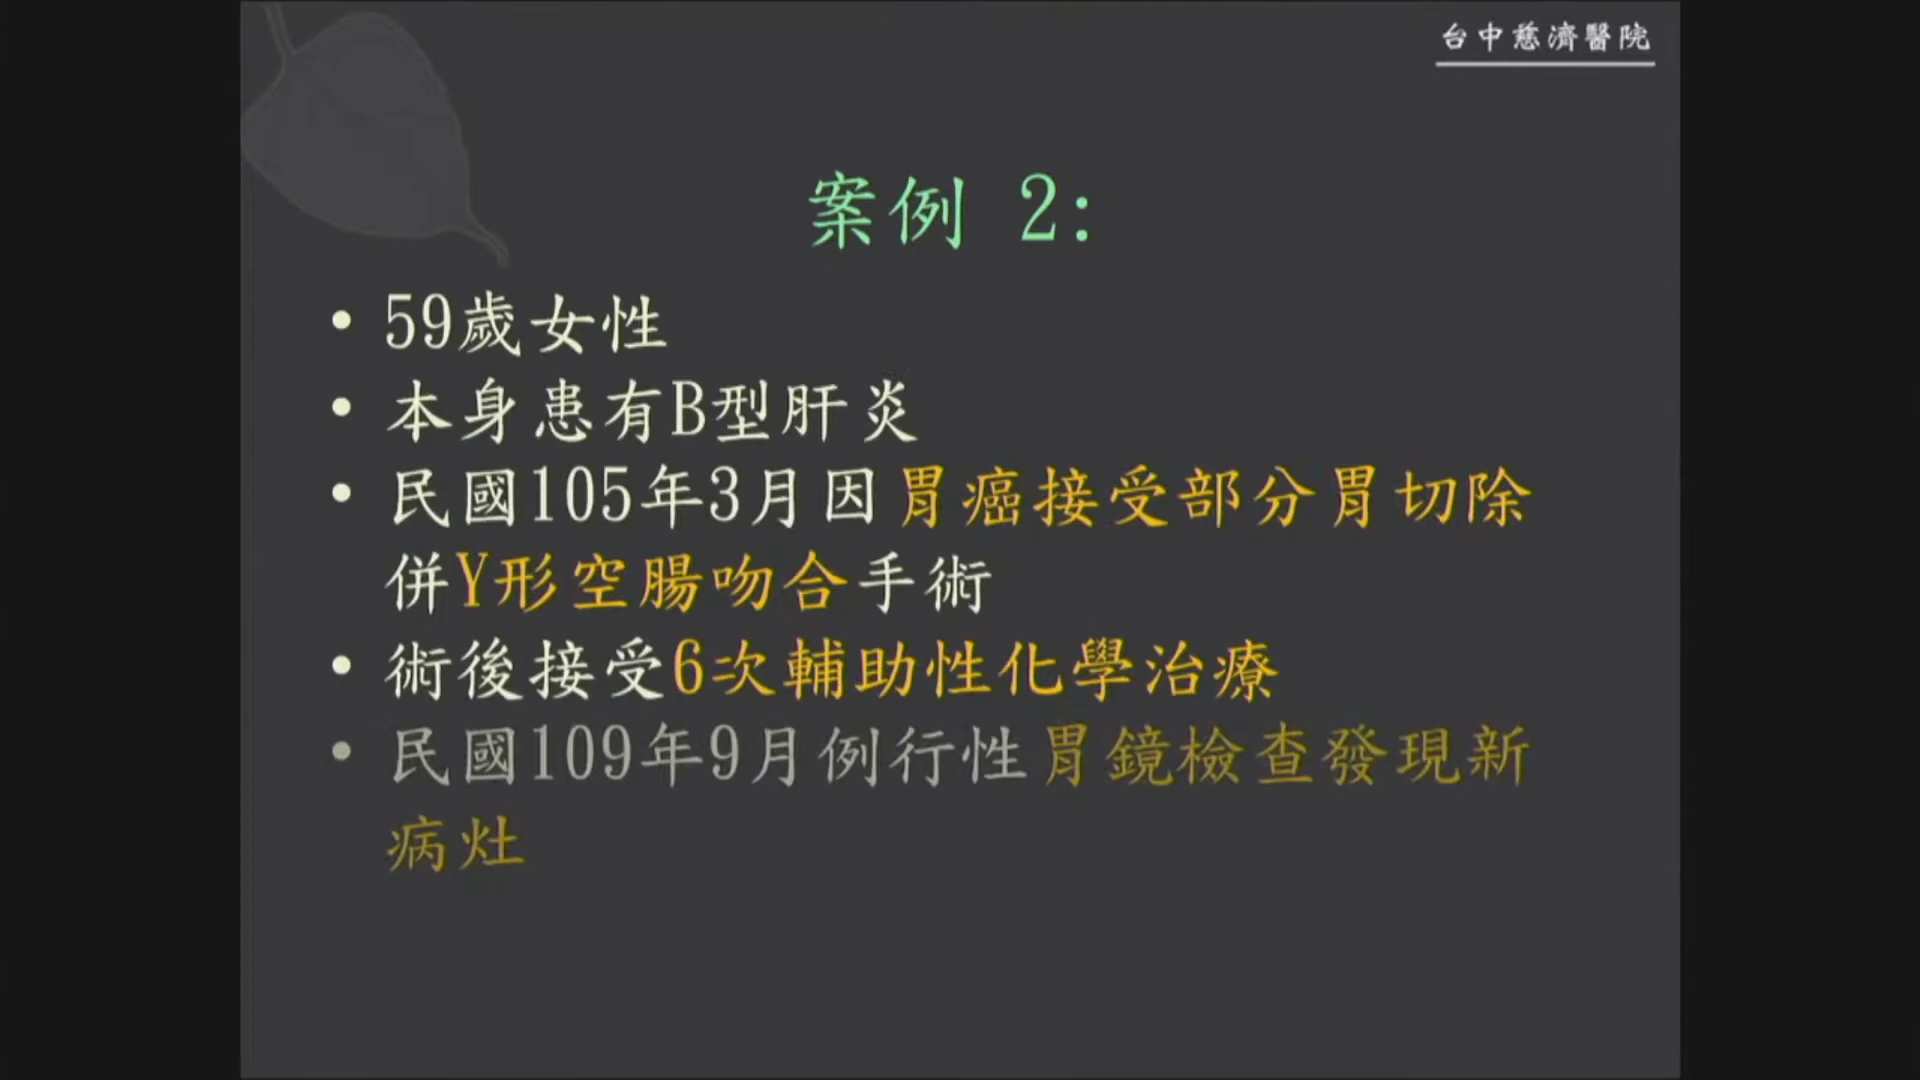 台中慈濟醫院
案例 2:
• 59歲女性
• 本身患有B型肝炎
• 民國105年3月因胃癌接受部分胃切除
併Y形空腸吻合手術
• 術後接受6次輔助性化學治療
• 民國109年9月例行性胃鏡檢查發現新
病灶